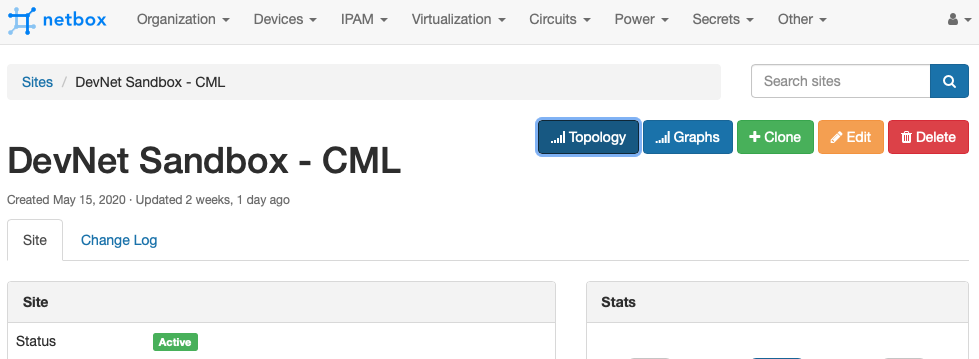 netbox Organization Devices IPAM Virtualization Circuits Power Secrets Other
Sites / DevNet Sandbox - CML Search sites
Topology Graphs Clone Edit Delete
DevNet Sandbox - CML
Created May 15, 2020 · Updated 2 weeks, 1 day ago
Site Change Log
Site Stats
Status Active